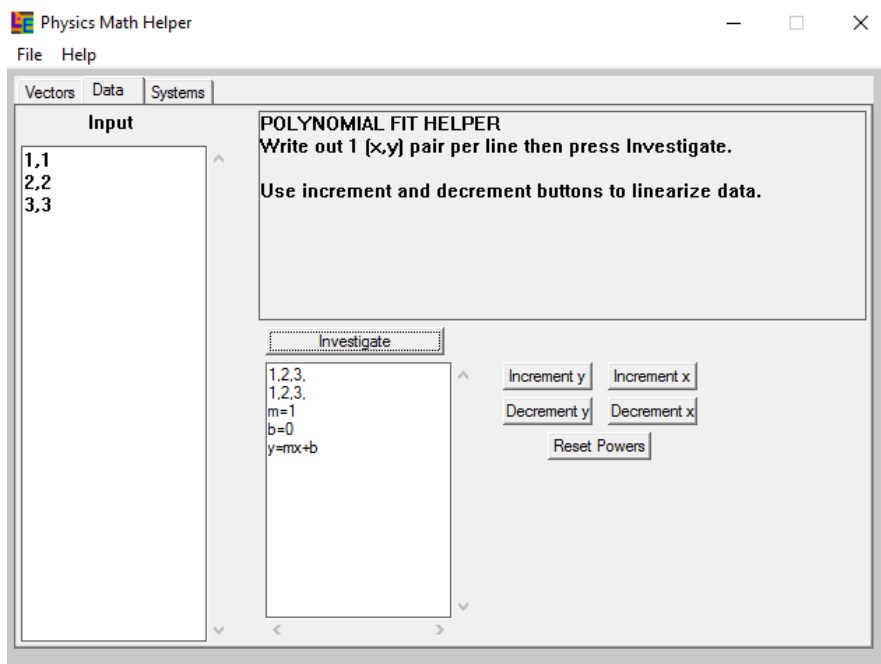 Physics Math Helper
File Help
Vectors Data Systems
Input
1,1
2,2
3,3
POLYNOMIAL FIT HELPER
Write out 1 (x,y) pair per line then press Investigate.
Use increment and decrement buttons to linearize data.
Investigate
1,2,3,
1,2,3,
m=1
b=0
y=mx+b
Increment y Increment x
Decrement y Decrement x
Reset Powers